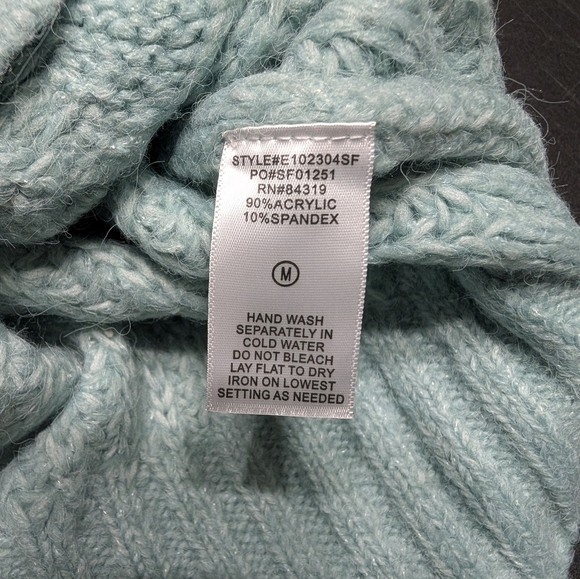 STYLE#E102304SF
PO#SF01251
RN#84319
90%ACRYLIC
10%SPANDEX
M
HAND WASH
SEPARATELY IN
COLD WATER
DO NOT BLEACH
LAY FLAT TO DRY
IRON ON LOWEST
SETTING AS NEEDED